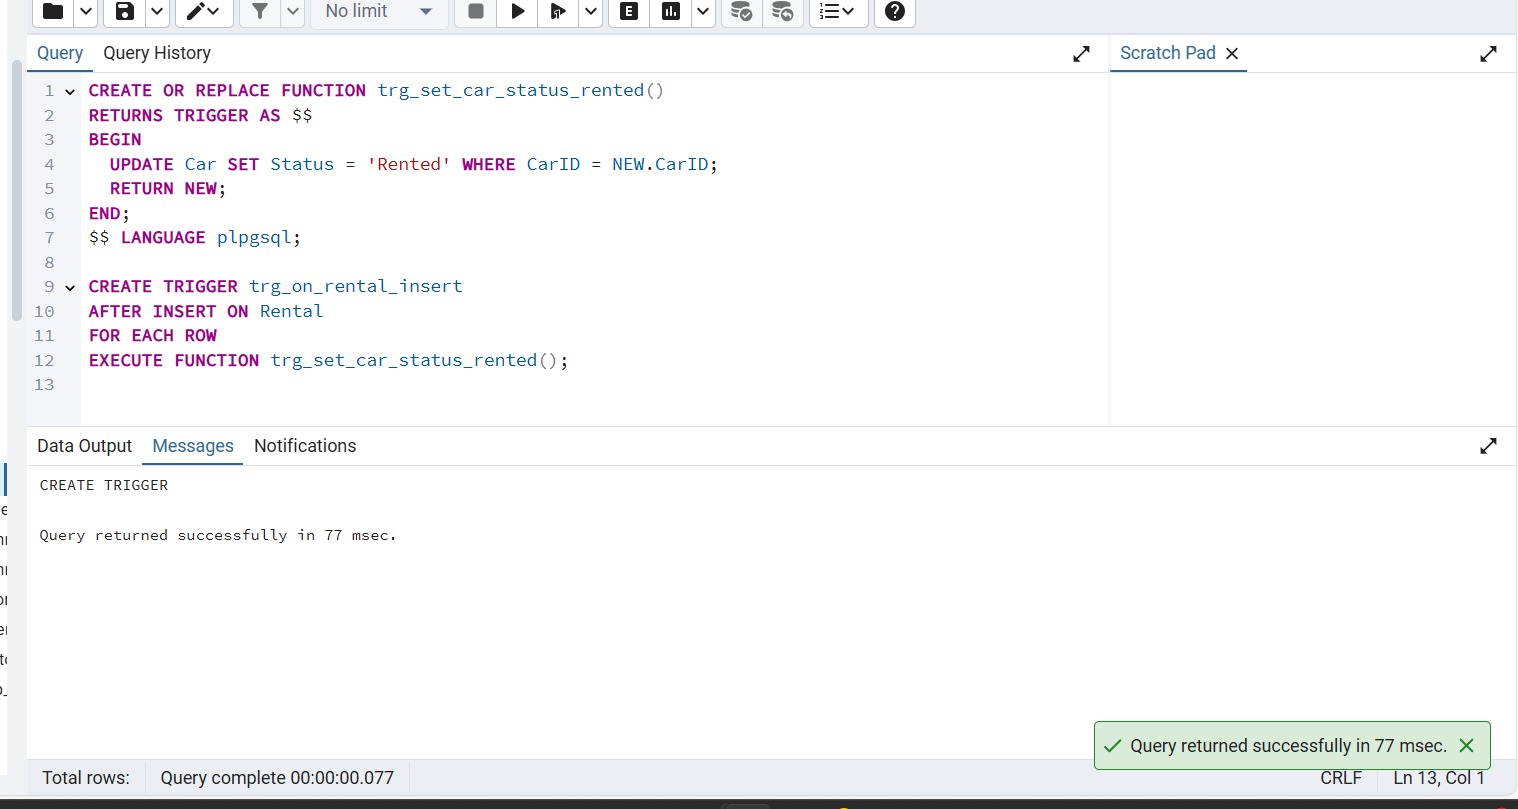 No limit
E
Query
Query History
Scratch Pad
1 CREATE OR REPLACE FUNCTION trg_set_car_status_rented()
2 RETURNS TRIGGER AS $$
3 BEGIN
4 UPDATE Car SET Status = 'Rented' WHERE CarID = NEW.CarID;
5 RETURN NEW;
6 END;
7 $$ LANGUAGE plpgsql;
8
9 CREATE TRIGGER trg_on_rental_insert
10 AFTER INSERT ON Rental
11 FOR EACH ROW
12 EXECUTE FUNCTION trg_set_car_status_rented();
13
Data Output
Messages
Notifications
CREATE TRIGGER
Query returned successfully in 77 msec.
Query returned successfully in 77 msec.
Total rows:
Query complete 00:00:00.077
CRLF
Ln 13, Col 1